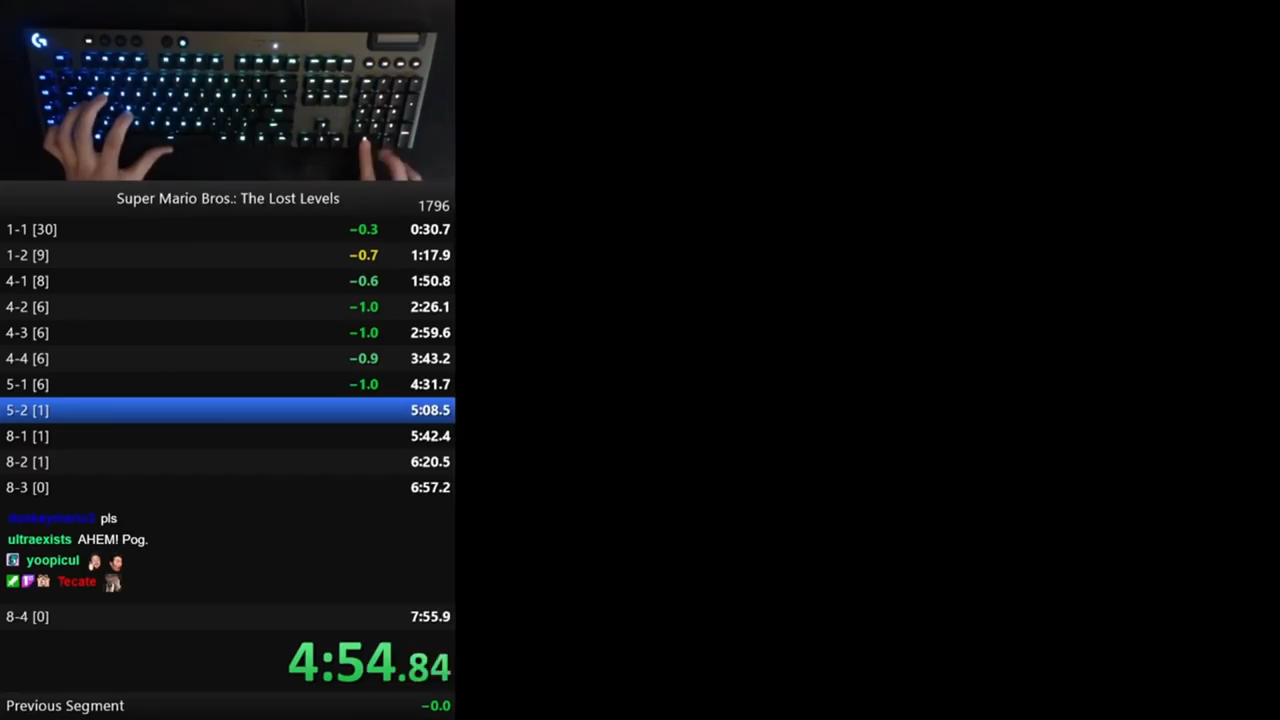 Super Mario Bros.: The Lost Levels
1796
1-1 [30] −0.3 0:30.7
1-2 [9] −0.7 1:17.9
4-1 [8] −0.6 1:50.8
4-2 [6] −1.0 2:26.1
4-3 [6] −1.0 2:59.6
4-4 [6] −0.9 3:43.2
5-1 [6] −1.0 4:31.7
5-2 [1] 5:08.5
8-1 [1] 5:42.4
8-2 [1] 6:20.5
8-3 [0] 6:57.2
pls
ultraexists AHEM! Pog.
yoopicul
Tecate
8-4 [0] 7:55.9
4:54.84
Previous Segment −0.0